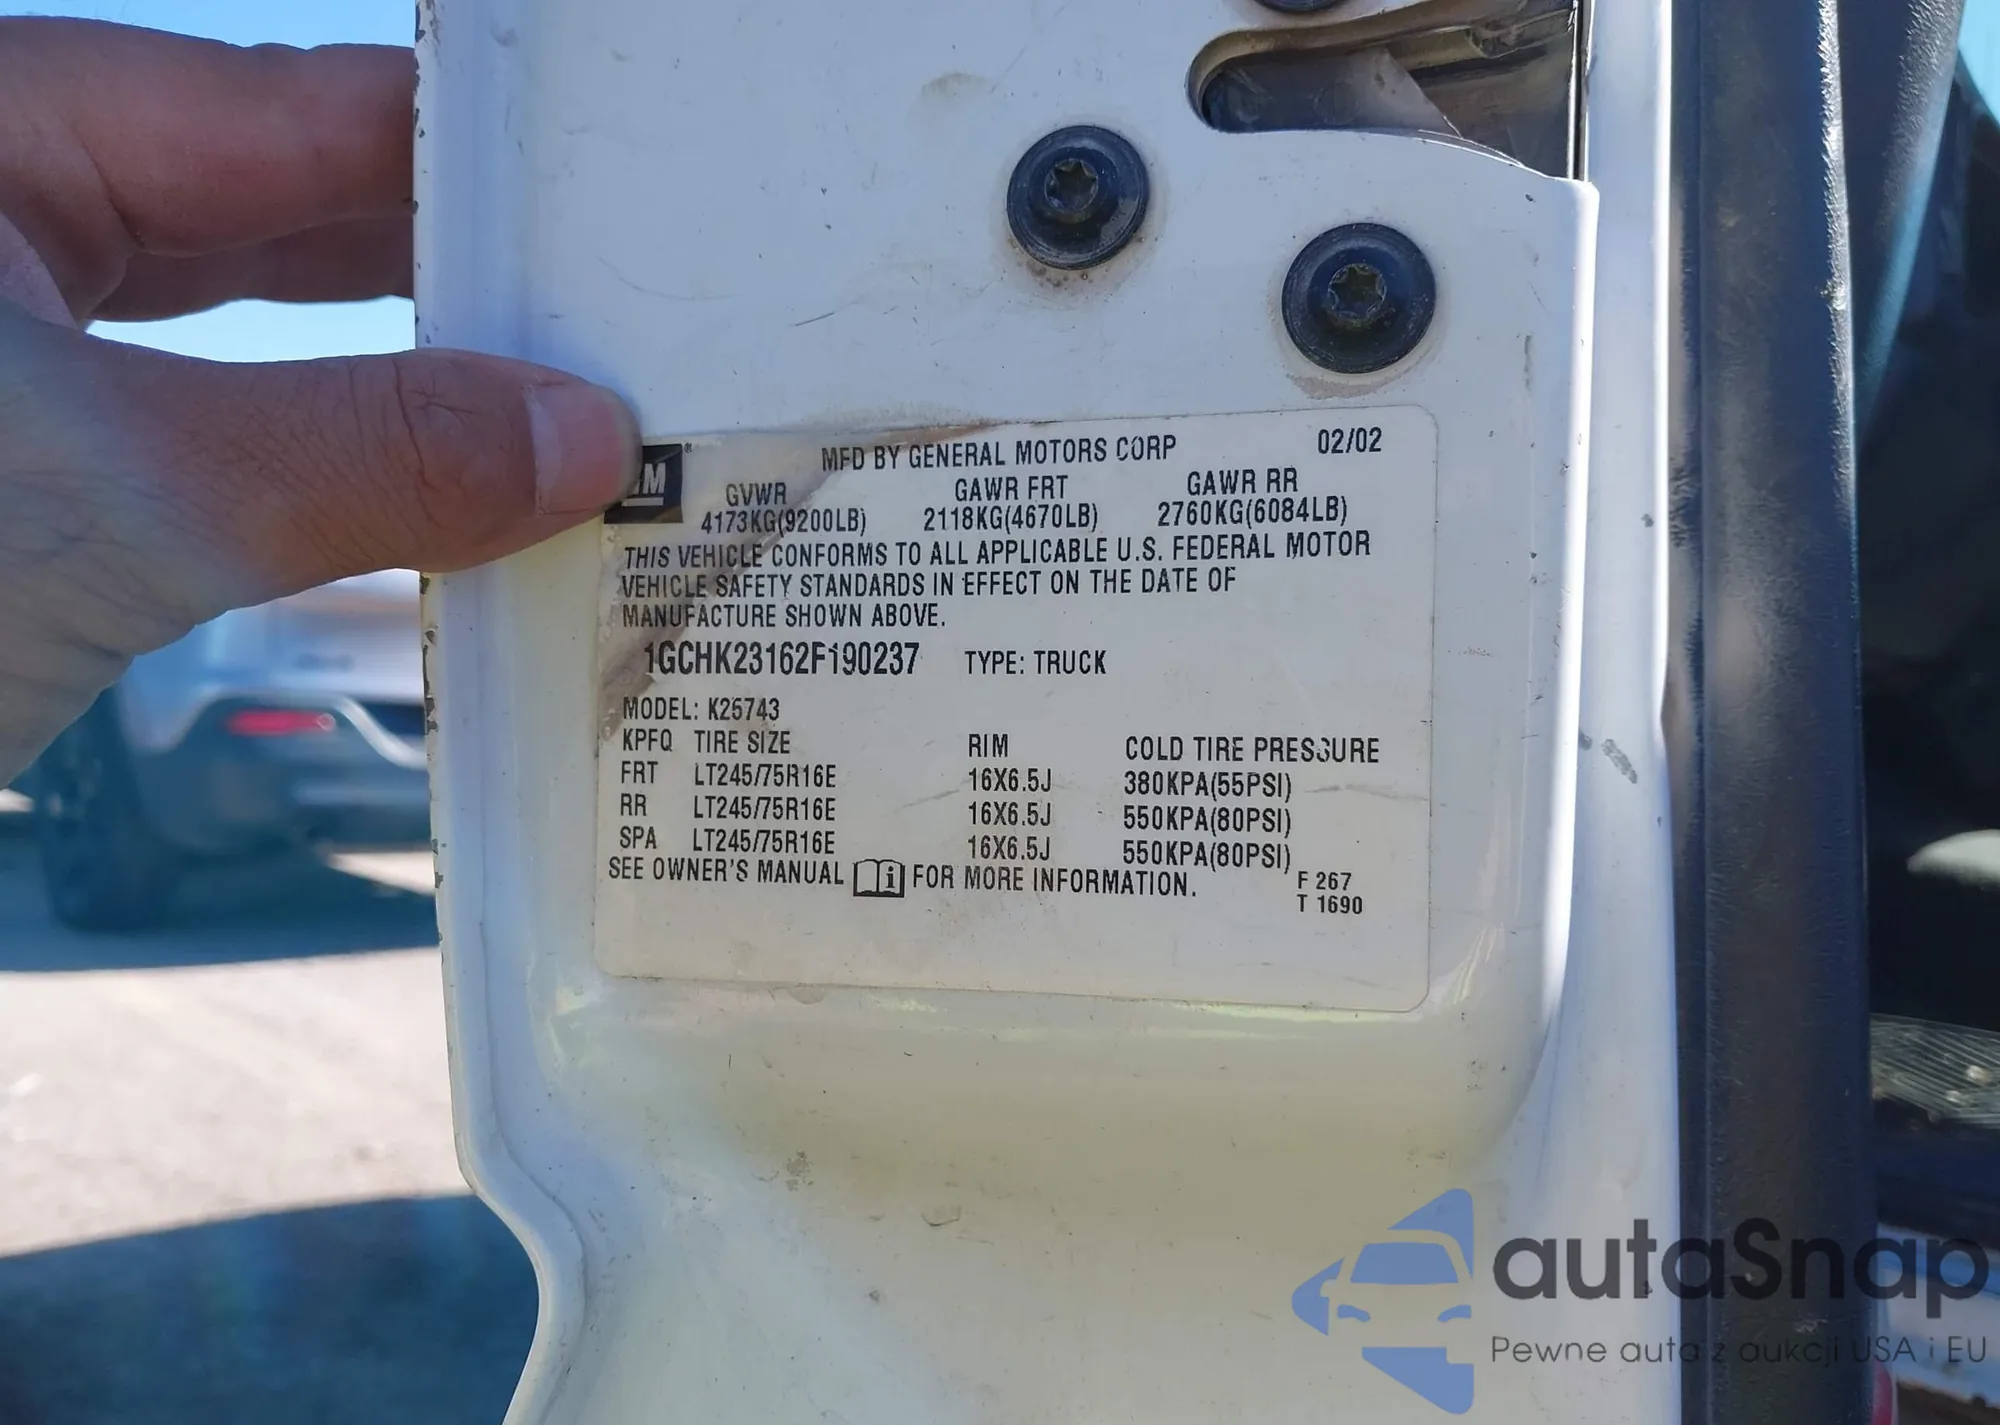 GM®
MFD BY GENERAL MOTORS CORP 02/02
GVWR GAWR FRT GAWR RR
4173KG(9200LB) 2118KG(4670LB) 2760KG(6084LB)
THIS VEHICLE CONFORMS TO ALL APPLICABLE U.S. FEDERAL MOTOR
VEHICLE SAFETY STANDARDS IN EFFECT ON THE DATE OF
MANUFACTURE SHOWN ABOVE.
1GCHK23162F190237 TYPE: TRUCK
MODEL: K25743
KPFQ TIRE SIZE RIM COLD TIRE PRESSURE
FRT LT245/75R16E 16X6.5J 380KPA(55PSI)
RR LT245/75R16E 16X6.5J 550KPA(80PSI)
SPA LT245/75R16E 16X6.5J 550KPA(80PSI)
SEE OWNER'S MANUAL i FOR MORE INFORMATION.
F 267
T 1690
autaSnap
Pewne auta z aukcji USA i EU